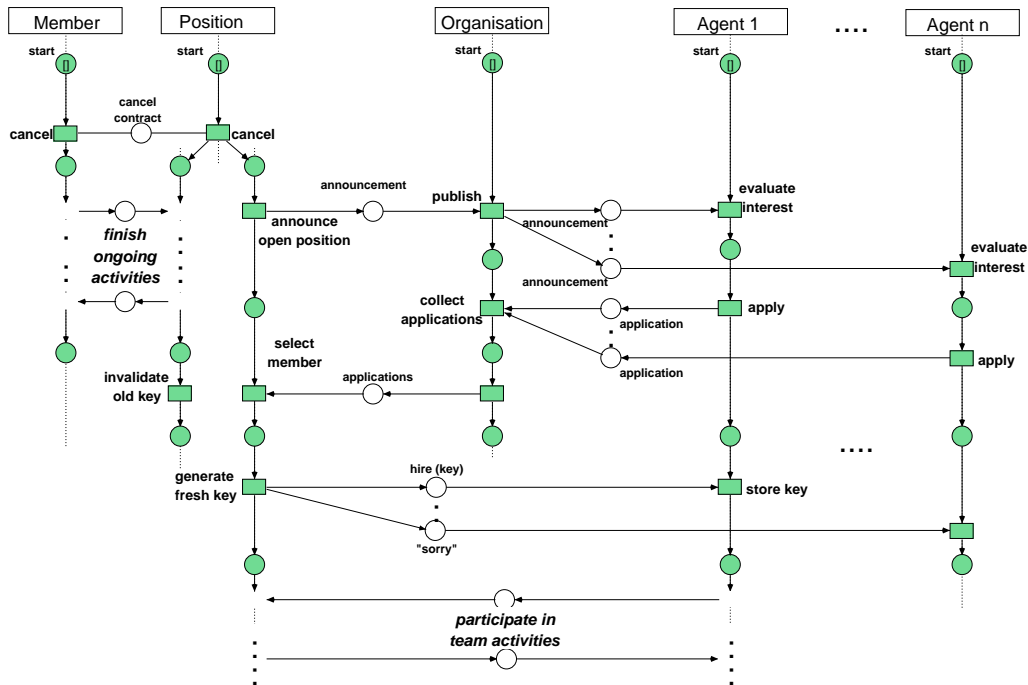 Member
Position
Organisation
Agent 1
....
Agent n
start
start
start
start
start
[]
[]
[]
[]
[]
cancel
contract
cancel
cancel
announcement
publish
evaluate
interest
announcement
announce
open position
finish
ongoing
activities
evaluate
interest
announcement
collect
applications
apply
application
select
member
apply
application
invalidate
old key
applications
....
generate
fresh key
hire (key)
store key
"sorry"
participate in
team activities